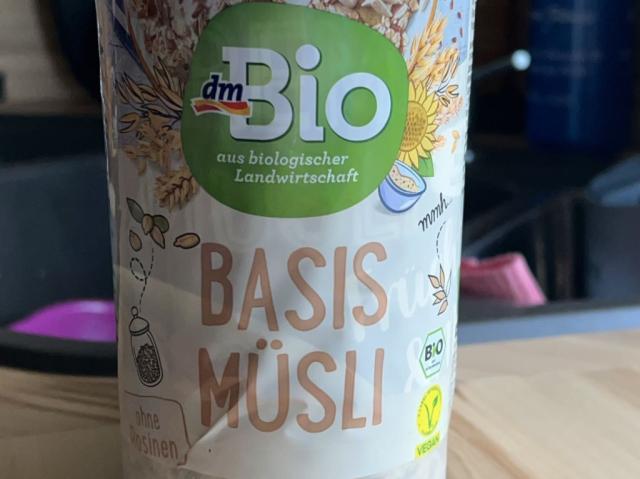 dm
Bio
aus biologischer
Landwirtschaft
mmh
BASIS
MÜSLI
BIO
ohne
Rosinen
VEGAN